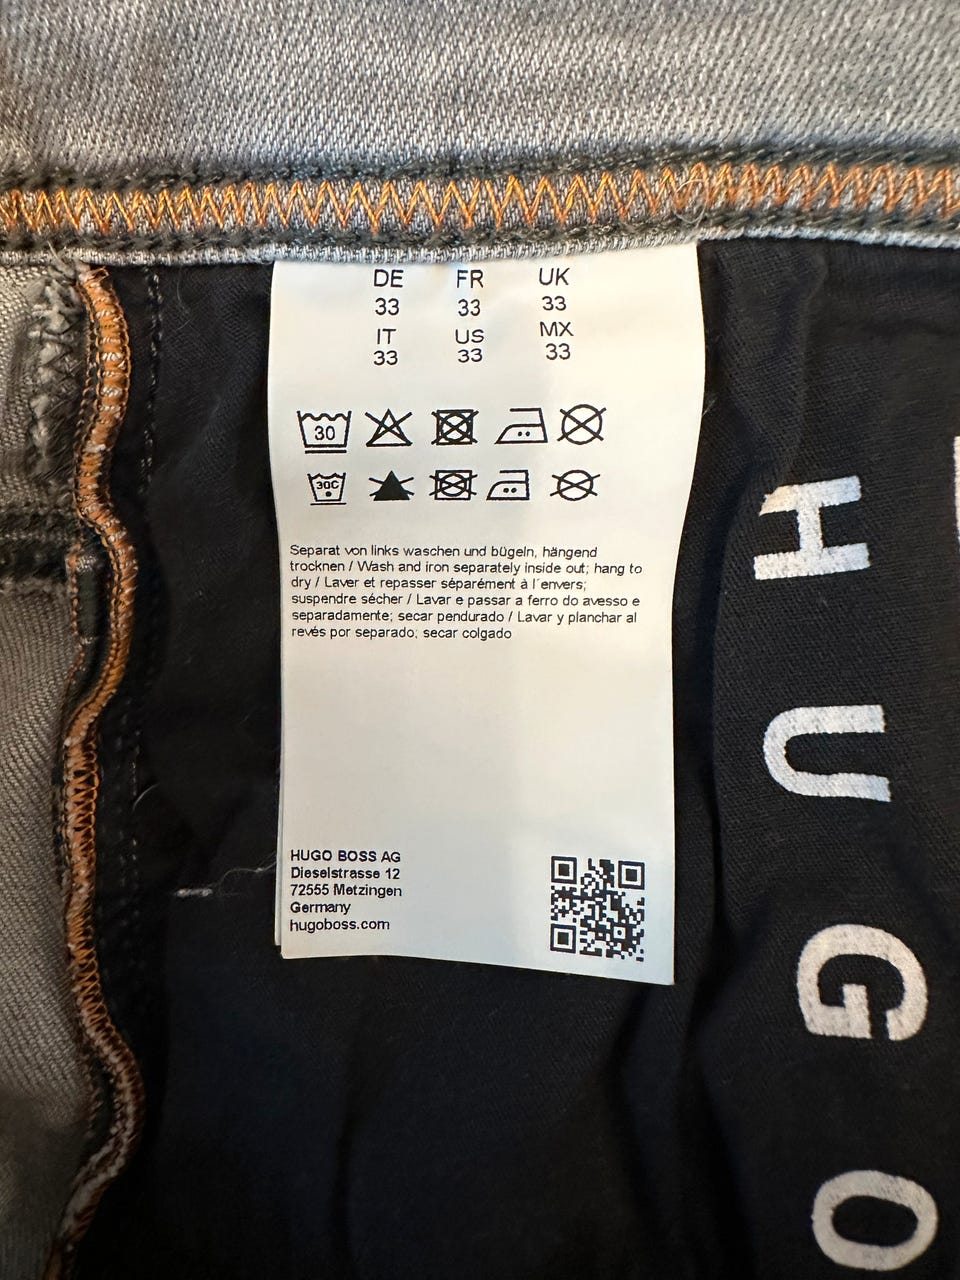 DE FR UK
33 33 33
IT US MX
33 33 33
30
30C
Separat von links waschen und bügeln, hängend
trocknen / Wash and iron separately inside out; hang to
dry / Laver et repasser séparément à l´envers;
suspendre sécher / Lavar e passar a ferro do avesso e
separadamente; secar pendurado / Lavar y planchar al
revés por separado; secar colgado
HUGO BOSS AG
Dieselstrasse 12
72555 Metzingen
Germany
hugoboss.com
HUGO